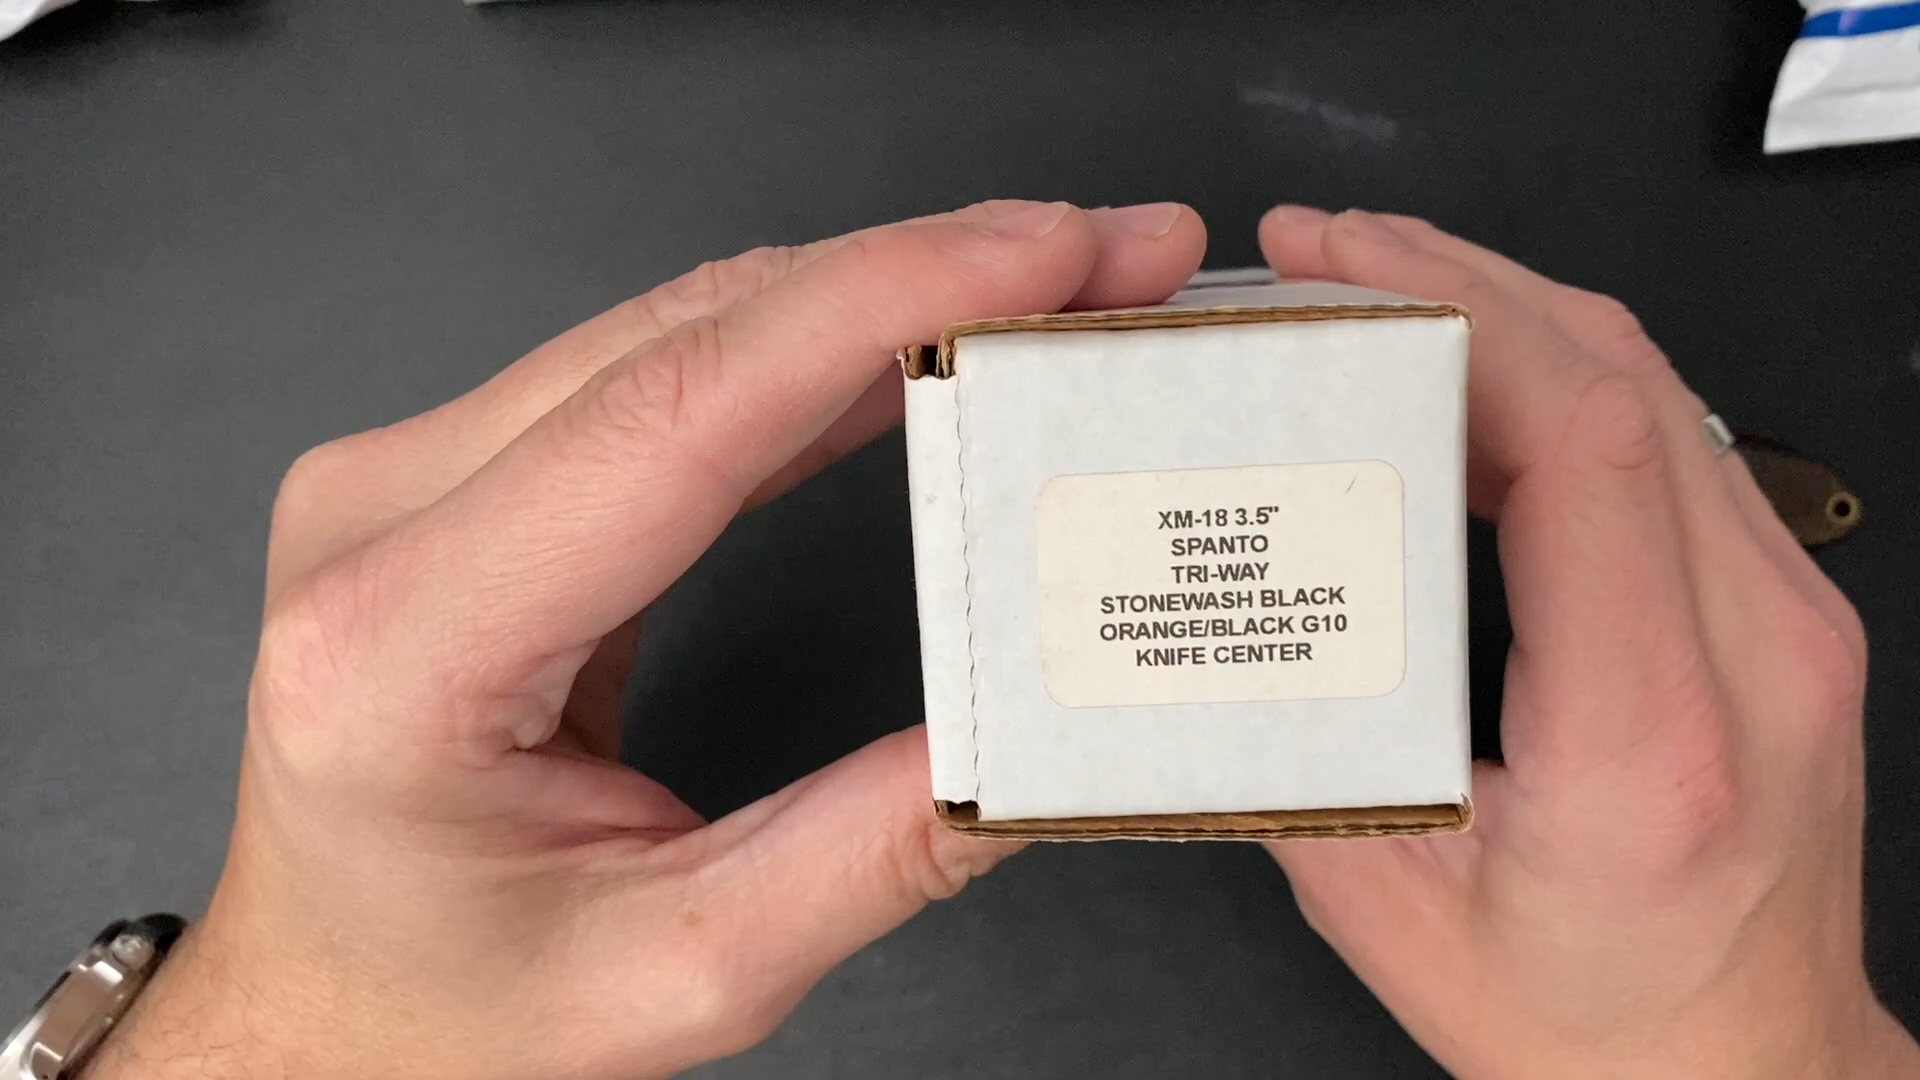 XM-18 3.5"
SPANTO
TRI-WAY
STONEWASH BLACK
ORANGE/BLACK G10
KNIFE CENTER